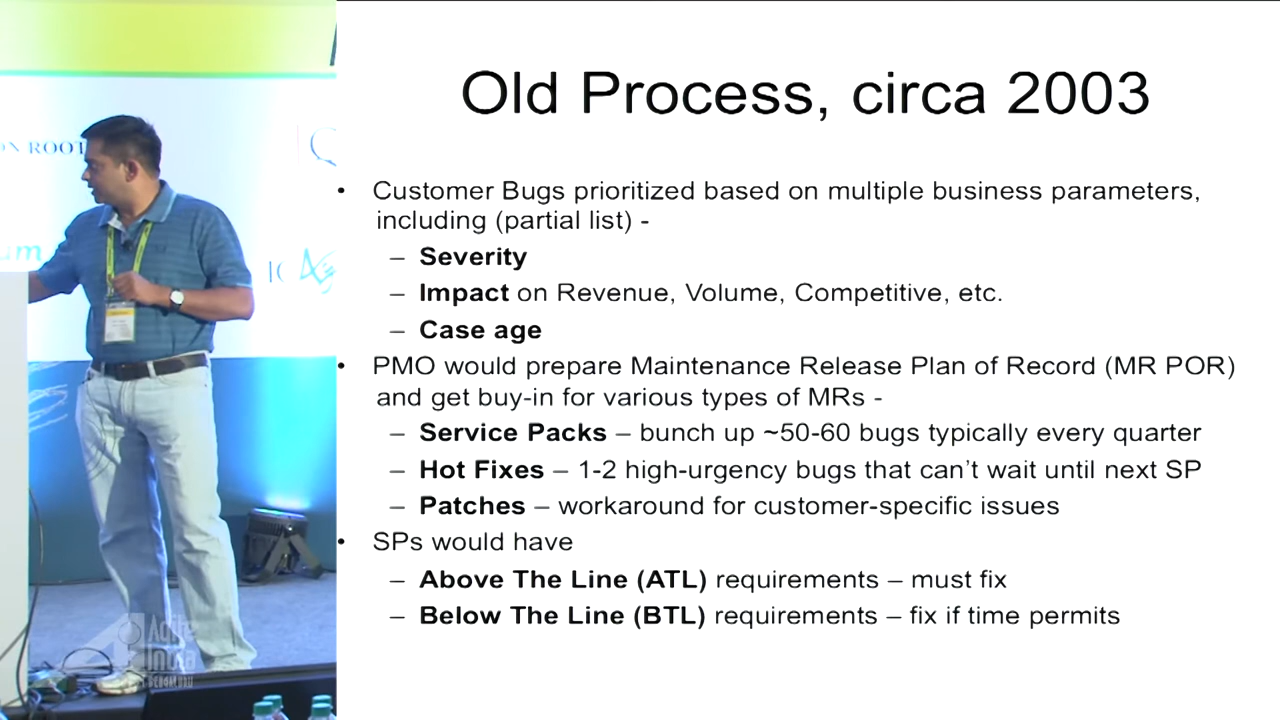 Old Process, circa 2003
• Customer Bugs prioritized based on multiple business parameters,
including (partial list) -
– Severity
– Impact on Revenue, Volume, Competitive, etc.
– Case age
• PMO would prepare Maintenance Release Plan of Record (MR POR)
and get buy-in for various types of MRs -
– Service Packs – bunch up ~50-60 bugs typically every quarter
– Hot Fixes – 1-2 high-urgency bugs that can’t wait until next SP
– Patches – workaround for customer-specific issues
• SPs would have
– Above The Line (ATL) requirements – must fix
– Below The Line (BTL) requirements – fix if time permits
ROOT
Agile
India
BENGALURU